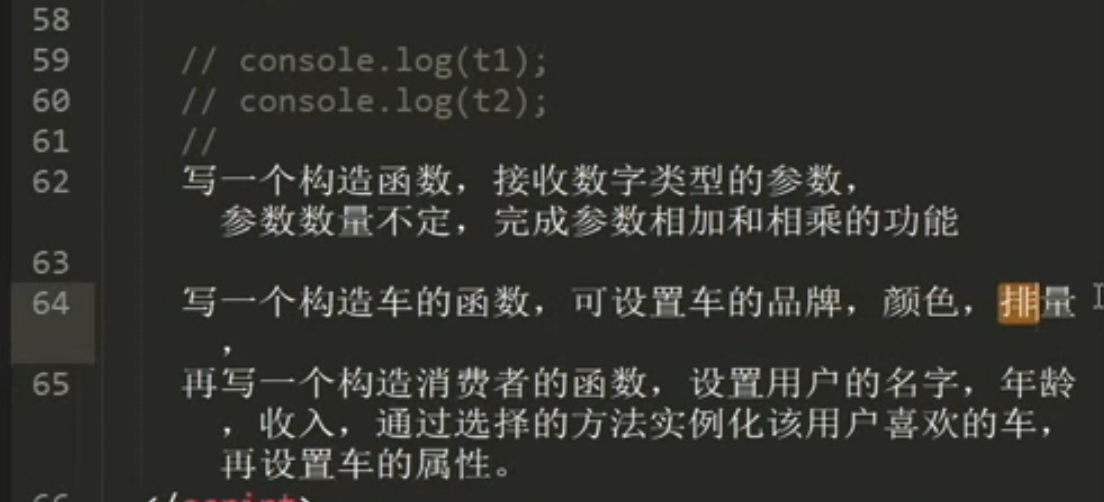 58
59 // console.log(t1);
60 // console.log(t2);
61 //
62 写一个构造函数，接收数字类型的参数，
参数数量不定，完成参数相加和相乘的功能
63
64 写一个构造车的函数，可设置车的品牌，颜色，排量
，
65 再写一个构造消费者的函数，设置用户的名字，年龄
，收入，通过选择的方法实例化该用户喜欢的车，
再设置车的属性。